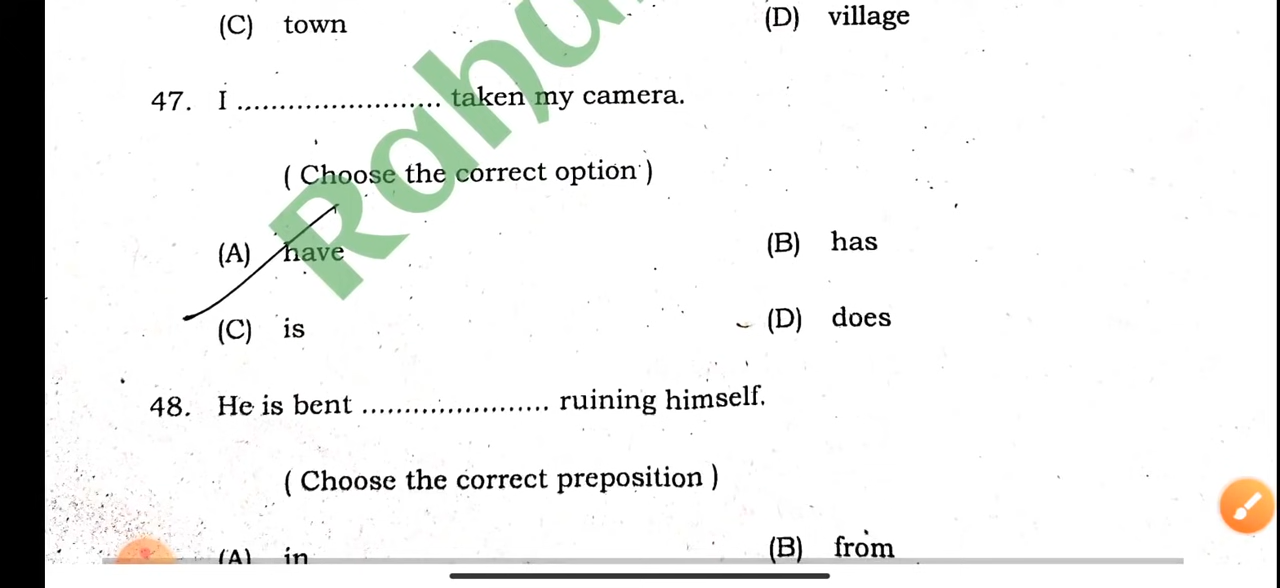 (C) town (D) village
47. I ........................ taken my camera.
( Choose the correct option )
(A) have (B) has
(C) is (D) does
48. He is bent ...................... ruining himself.
( Choose the correct preposition )
(A) in (B) from